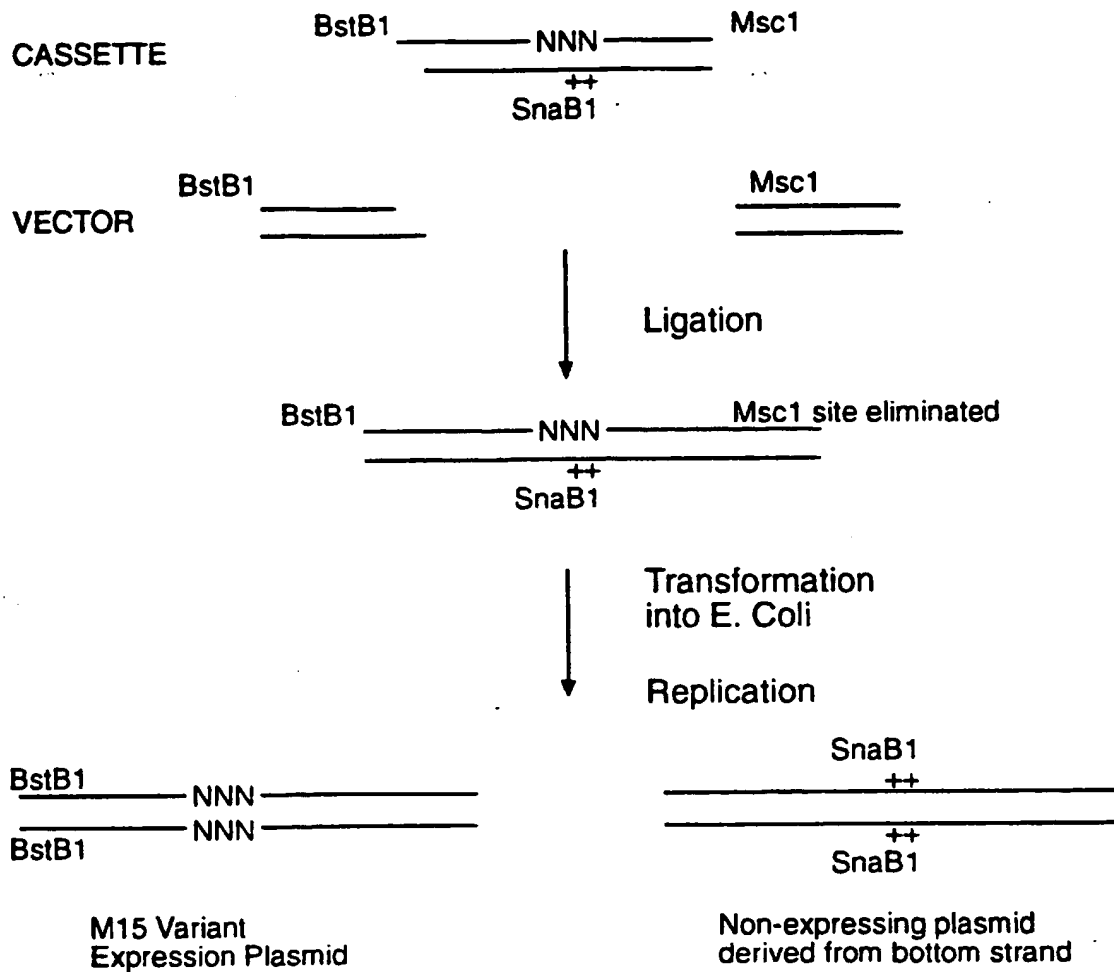 BstB1
Msc1
CASSETTE
NNN
++
SnaB1
BstB1
Msc1
VECTOR
Ligation
BstB1
Msc1 site eliminated
NNN
++
SnaB1
Transformation
into E. Coli
Replication
SnaB1
++
BstB1
NNN
NNN
BstB1
++
SnaB1
M15 Variant
Expression Plasmid
Non-expressing plasmid
derived from bottom strand